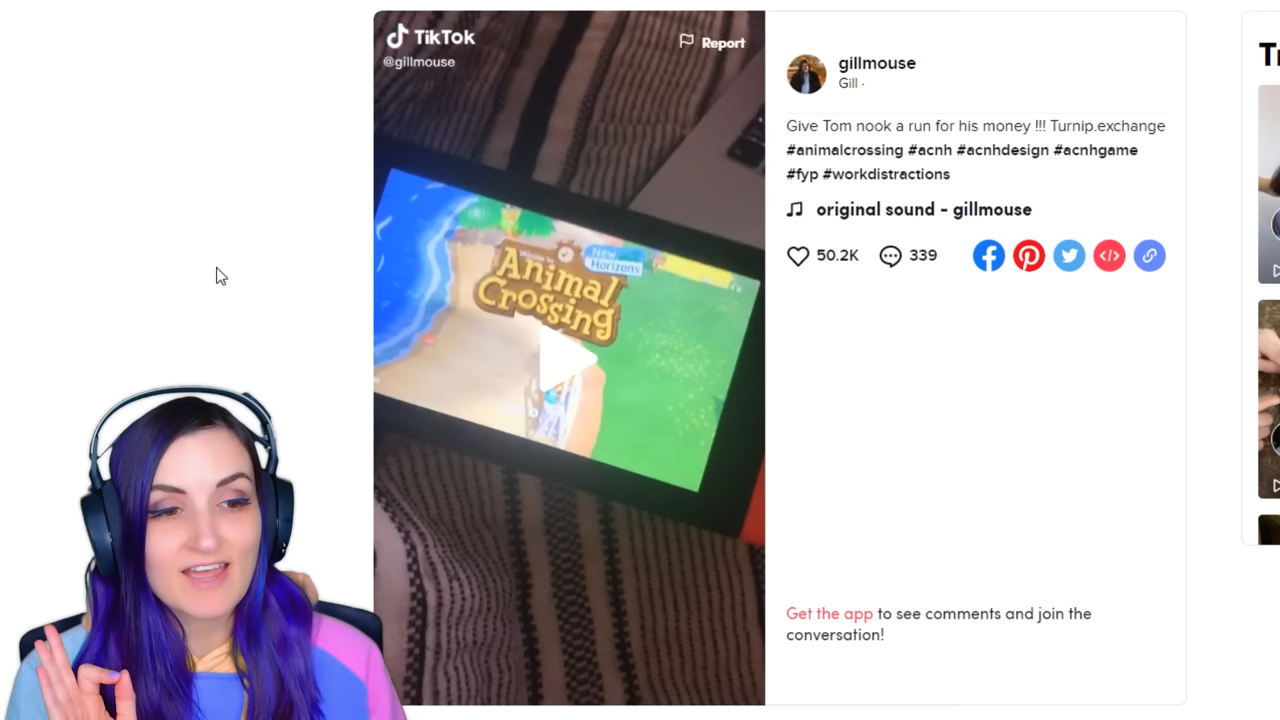 TikTok
Report
@gillmouse
Welcome to
New
Horizons
Animal
Crossing
gillmouse
Gill ·
Give Tom nook a run for his money !!! Turnip.exchange
#animalcrossing #acnh #acnhdesign #acnhgame
#fyp #workdistractions
original sound - gillmouse
50.2K
339
Get the app to see comments and join the
conversation!